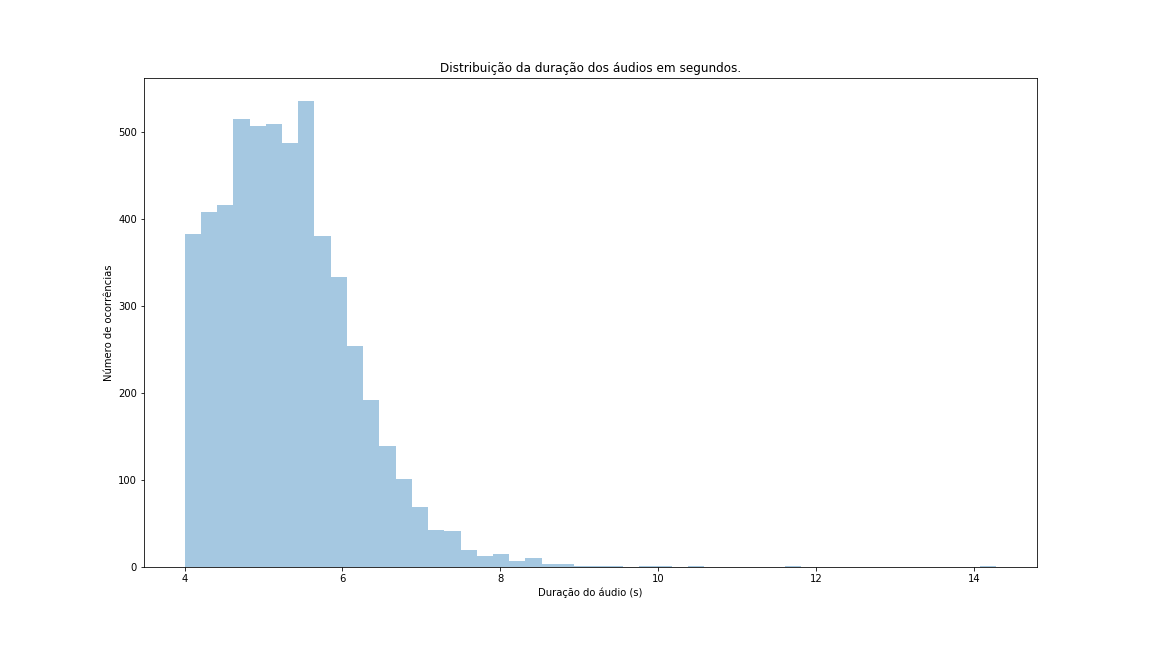 Distribuição da duração dos áudios em segundos.
500
400
300
200
100
0
Número de ocorrências
4 6 8 10 12 14
Duração do áudio (s)